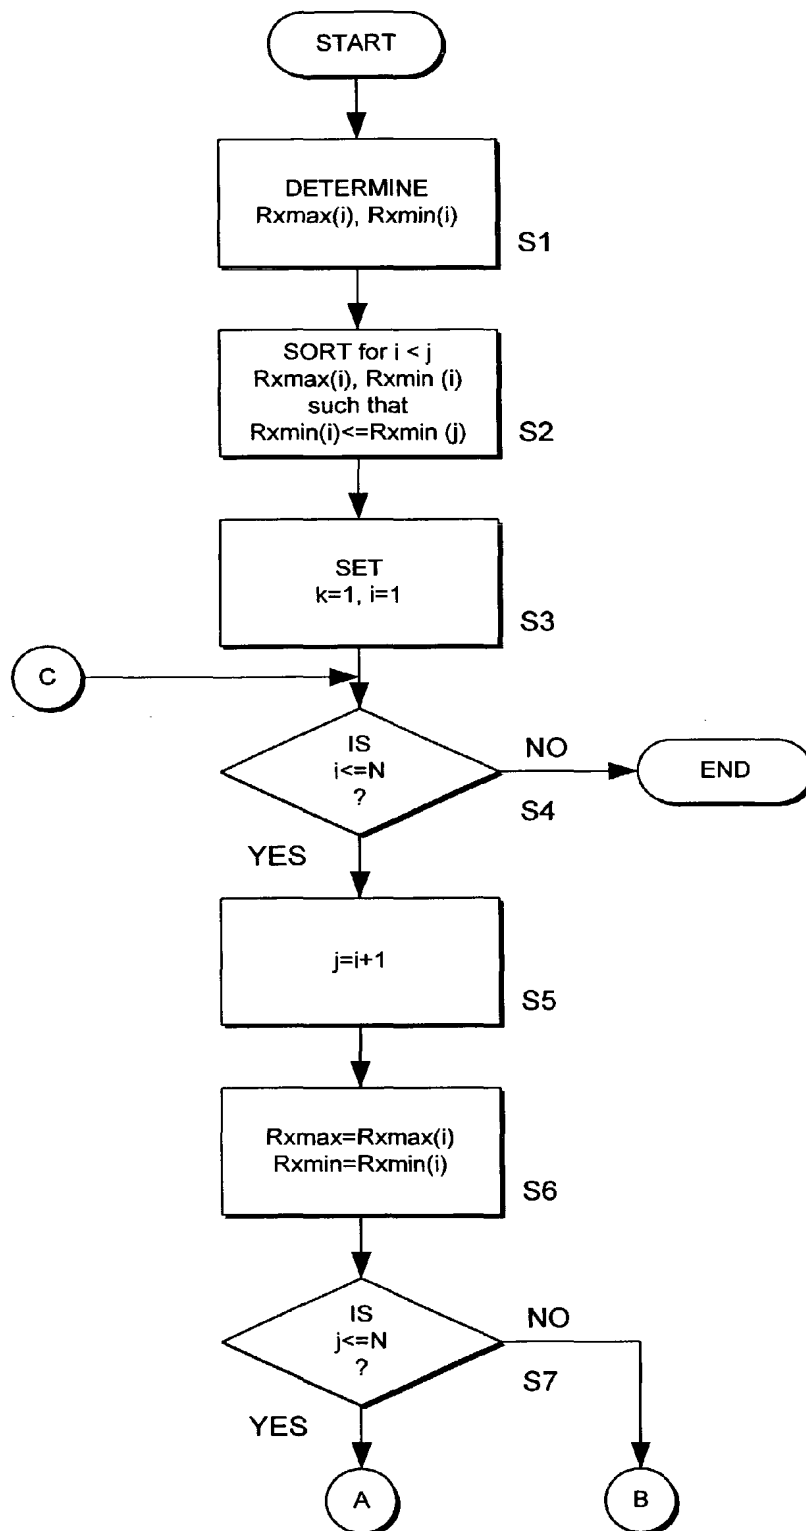 START
DETERMINE
Rxmax(i), Rxmin(i)
S1
SORT for i < j
Rxmax(i), Rxmin (i)
such that
Rxmin(i)<=Rxmin (j)
S2
SET
k=1, i=1
S3
C
IS
i<=N
?
NO
S4
END
YES
j=i+1
S5
Rxmax=Rxmax(i)
Rxmin=Rxmin(i)
S6
IS
j<=N
?
NO
S7
YES
A
B